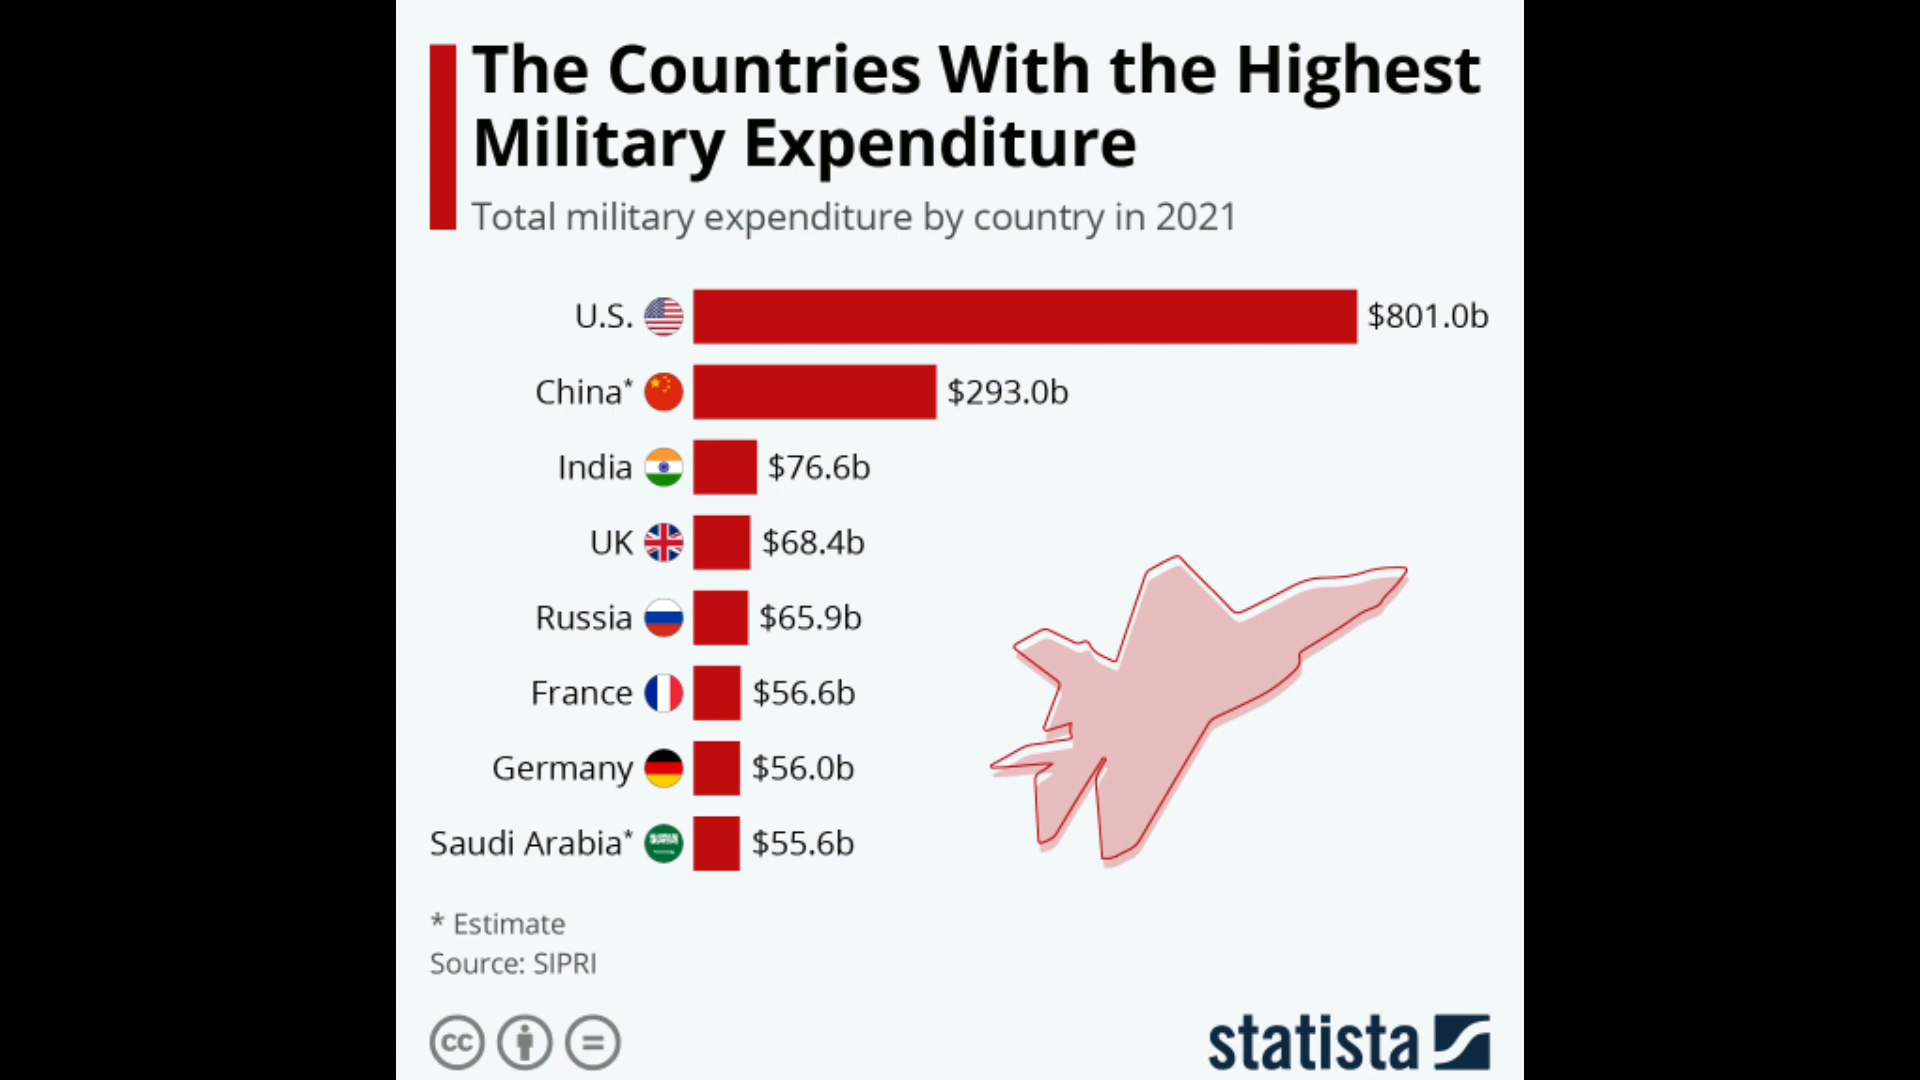 The Countries With the Highest
Military Expenditure
Total military expenditure by country in 2021
U.S. $801.0b
China* $293.0b
India $76.6b
UK $68.4b
Russia $65.9b
France $56.6b
Germany $56.0b
Saudi Arabia* $55.6b
* Estimate
Source: SIPRI
cc
statista